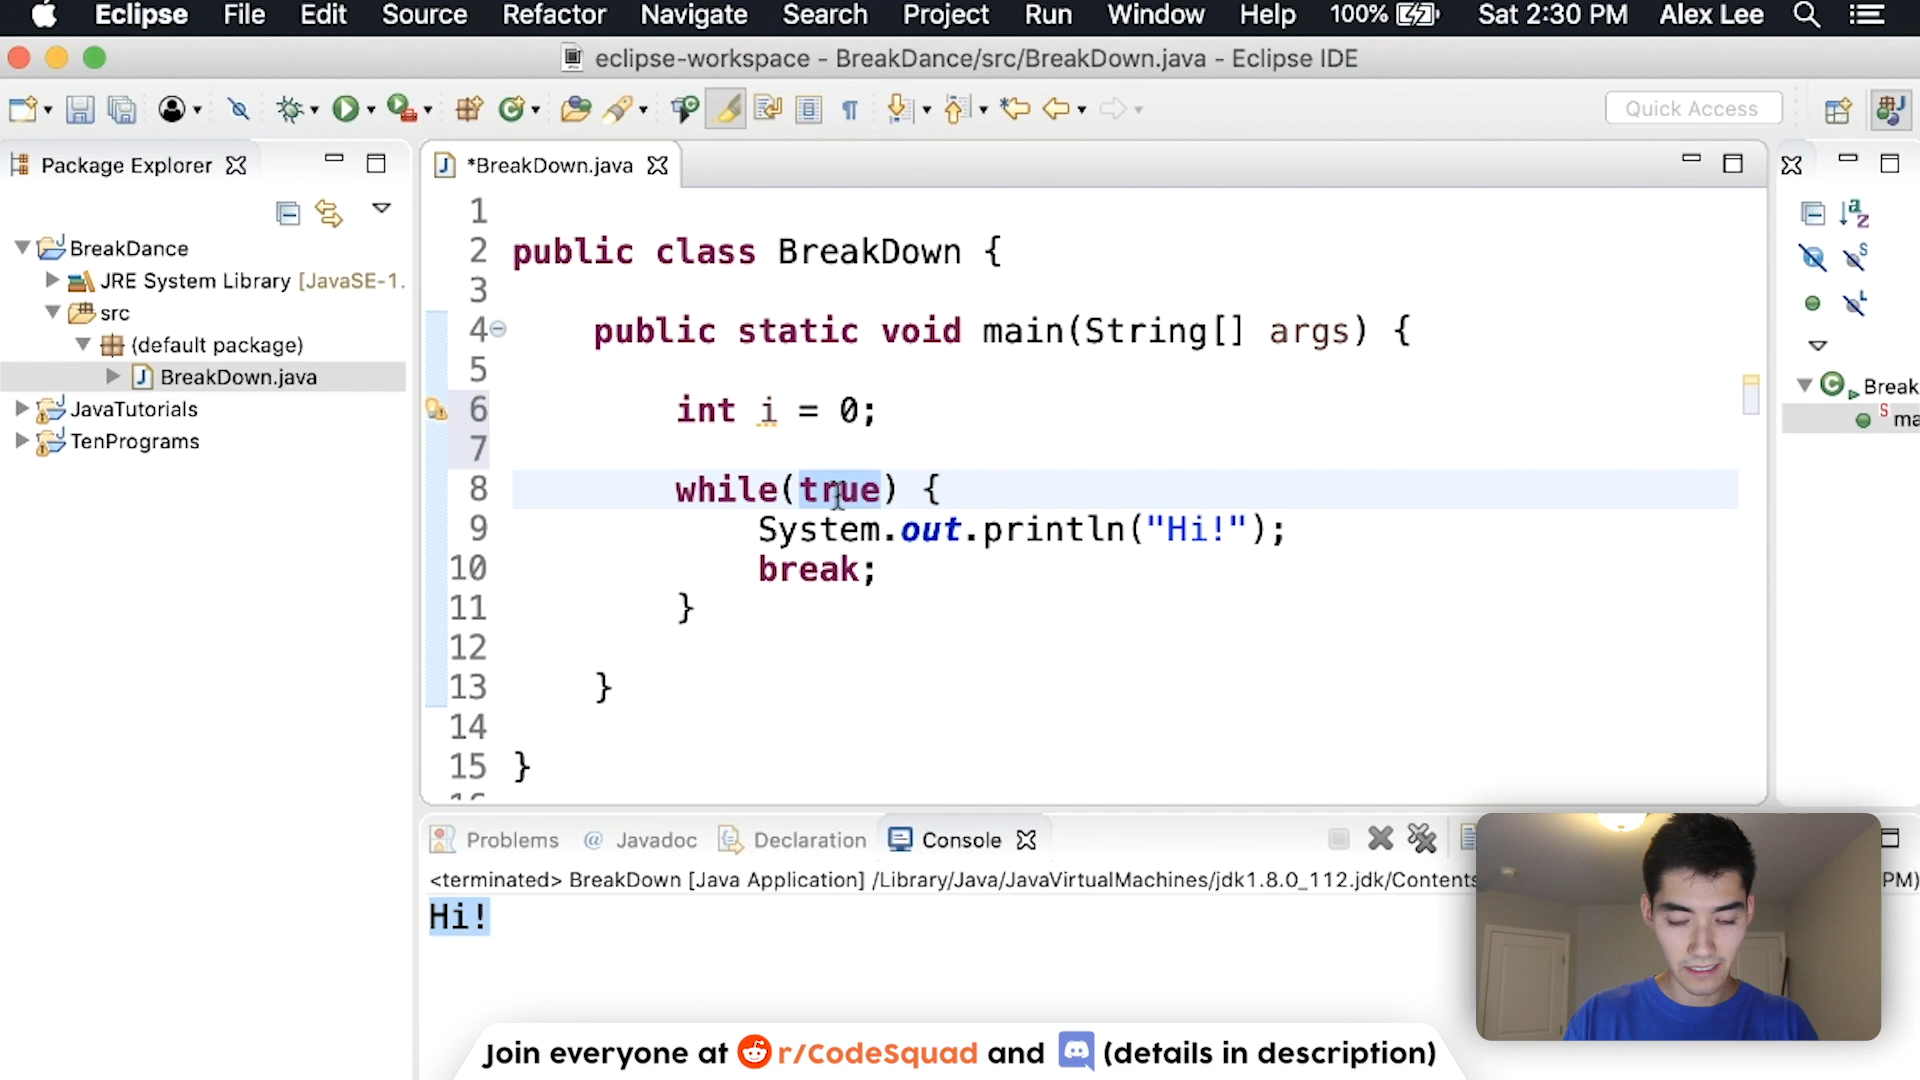 Eclipse File Edit Source Refactor Navigate Search Project Run Window Help 100% Sat 2:30 PM Alex Lee
eclipse-workspace - BreakDance/src/BreakDown.java - Eclipse IDE
Quick Access
Package Explorer
*BreakDown.java
BreakDance
JRE System Library [JavaSE-1.
src
(default package)
BreakDown.java
JavaTutorials
TenPrograms
1
2 public class BreakDown {
3
4 public static void main(String[] args) {
5
6 int i = 0;
7
8 while(true) {
9 System.out.println("Hi!");
10 break;
11 }
12
13 }
14
15 }
Break
ma
Problems @ Javadoc Declaration Console
<terminated> BreakDown [Java Application] /Library/Java/JavaVirtualMachines/jdk1.8.0_112.jdk/Contents PM)
Hi!
Join everyone at r/CodeSquad and (details in description)